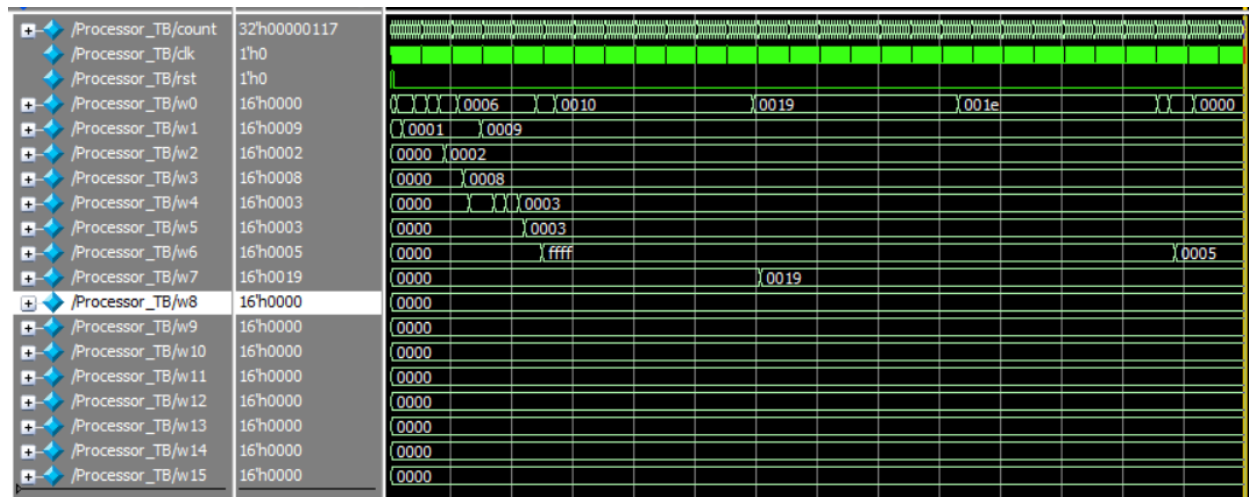 /Processor_TB/count 32'h00000117
/Processor_TB/clk 1'h0
/Processor_TB/rst 1'h0
/Processor_TB/w0 16'h0000 0006 0010 0019 001e 0000
/Processor_TB/w1 16'h0009 0001 0009
/Processor_TB/w2 16'h0002 0000 0002
/Processor_TB/w3 16'h0008 0000 0008
/Processor_TB/w4 16'h0003 0000 0003
/Processor_TB/w5 16'h0003 0000 0003
/Processor_TB/w6 16'h0005 0000 ffff 0005
/Processor_TB/w7 16'h0019 0000 0019
/Processor_TB/w8 16'h0000 0000
/Processor_TB/w9 16'h0000 0000
/Processor_TB/w10 16'h0000 0000
/Processor_TB/w11 16'h0000 0000
/Processor_TB/w12 16'h0000 0000
/Processor_TB/w13 16'h0000 0000
/Processor_TB/w14 16'h0000 0000
/Processor_TB/w15 16'h0000 0000